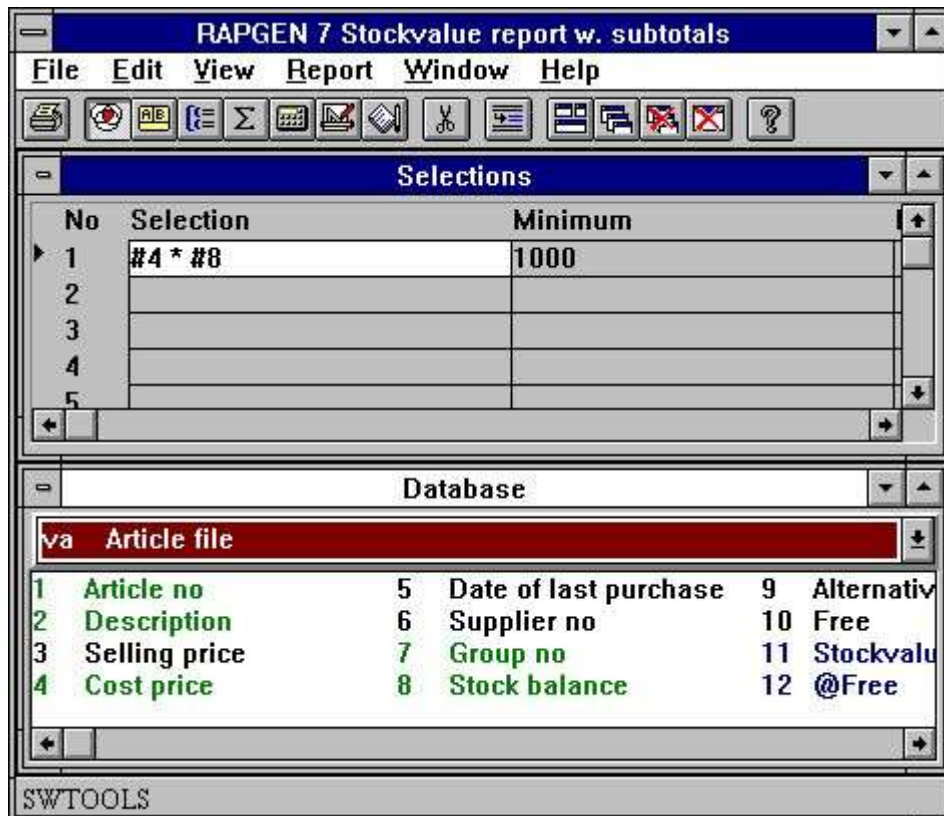 RAPGEN 7 Stockvalue report w. subtotals
File Edit View Report Window Help
Selections
No Selection Minimum
1 #4 * #8 1000
2
3
4
5
Database
va Article file
1 Article no 5 Date of last purchase 9 Alternativ
2 Description 6 Supplier no 10 Free
3 Selling price 7 Group no 11 Stockvalu
4 Cost price 8 Stock balance 12 @Free
SWTOOLS